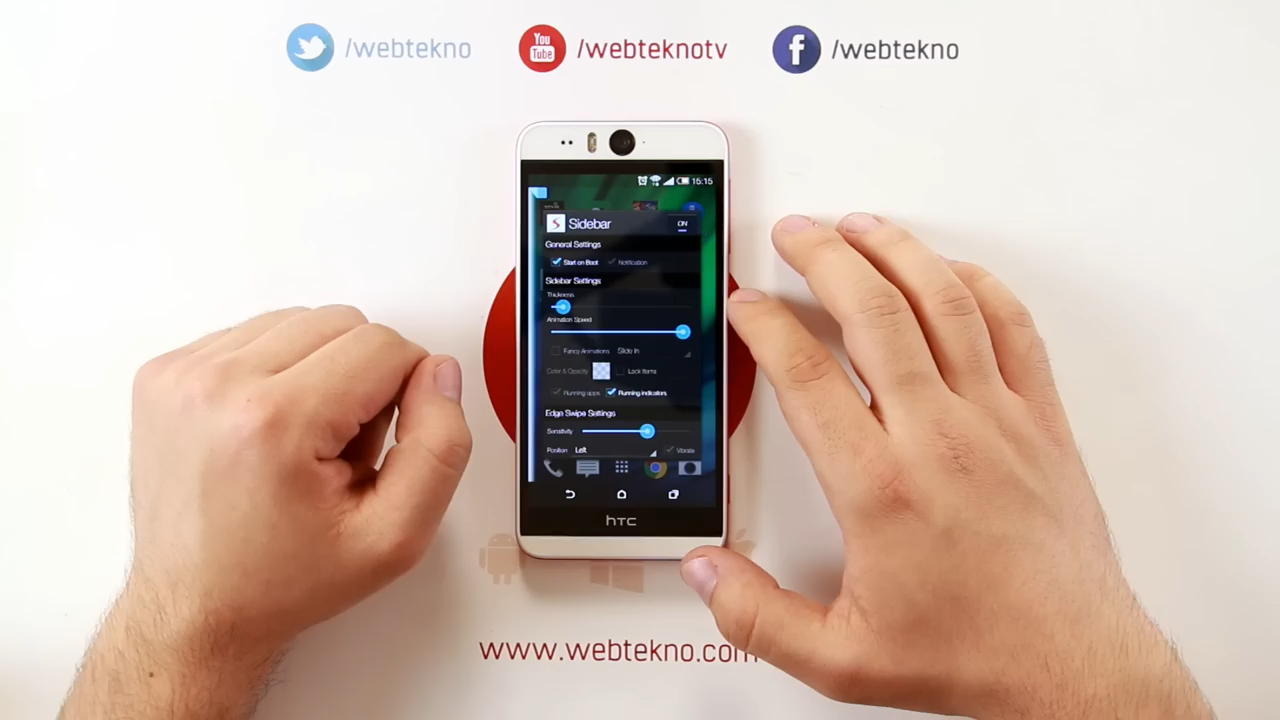 /webtekno
You Tube
/webteknotv
/webtekno
15:15
Sidebar
ON
General Settings
Start on Boot
Notification
Sidebar Settings
Thickness
Animation Speed
Fancy Animations
Slide In
Color & Opacity
Lock Items
Running apps
Running indicators
Edge Swipe Settings
Sensitivity
Position
Left
Vibrate
hTC
www.webtekno.com